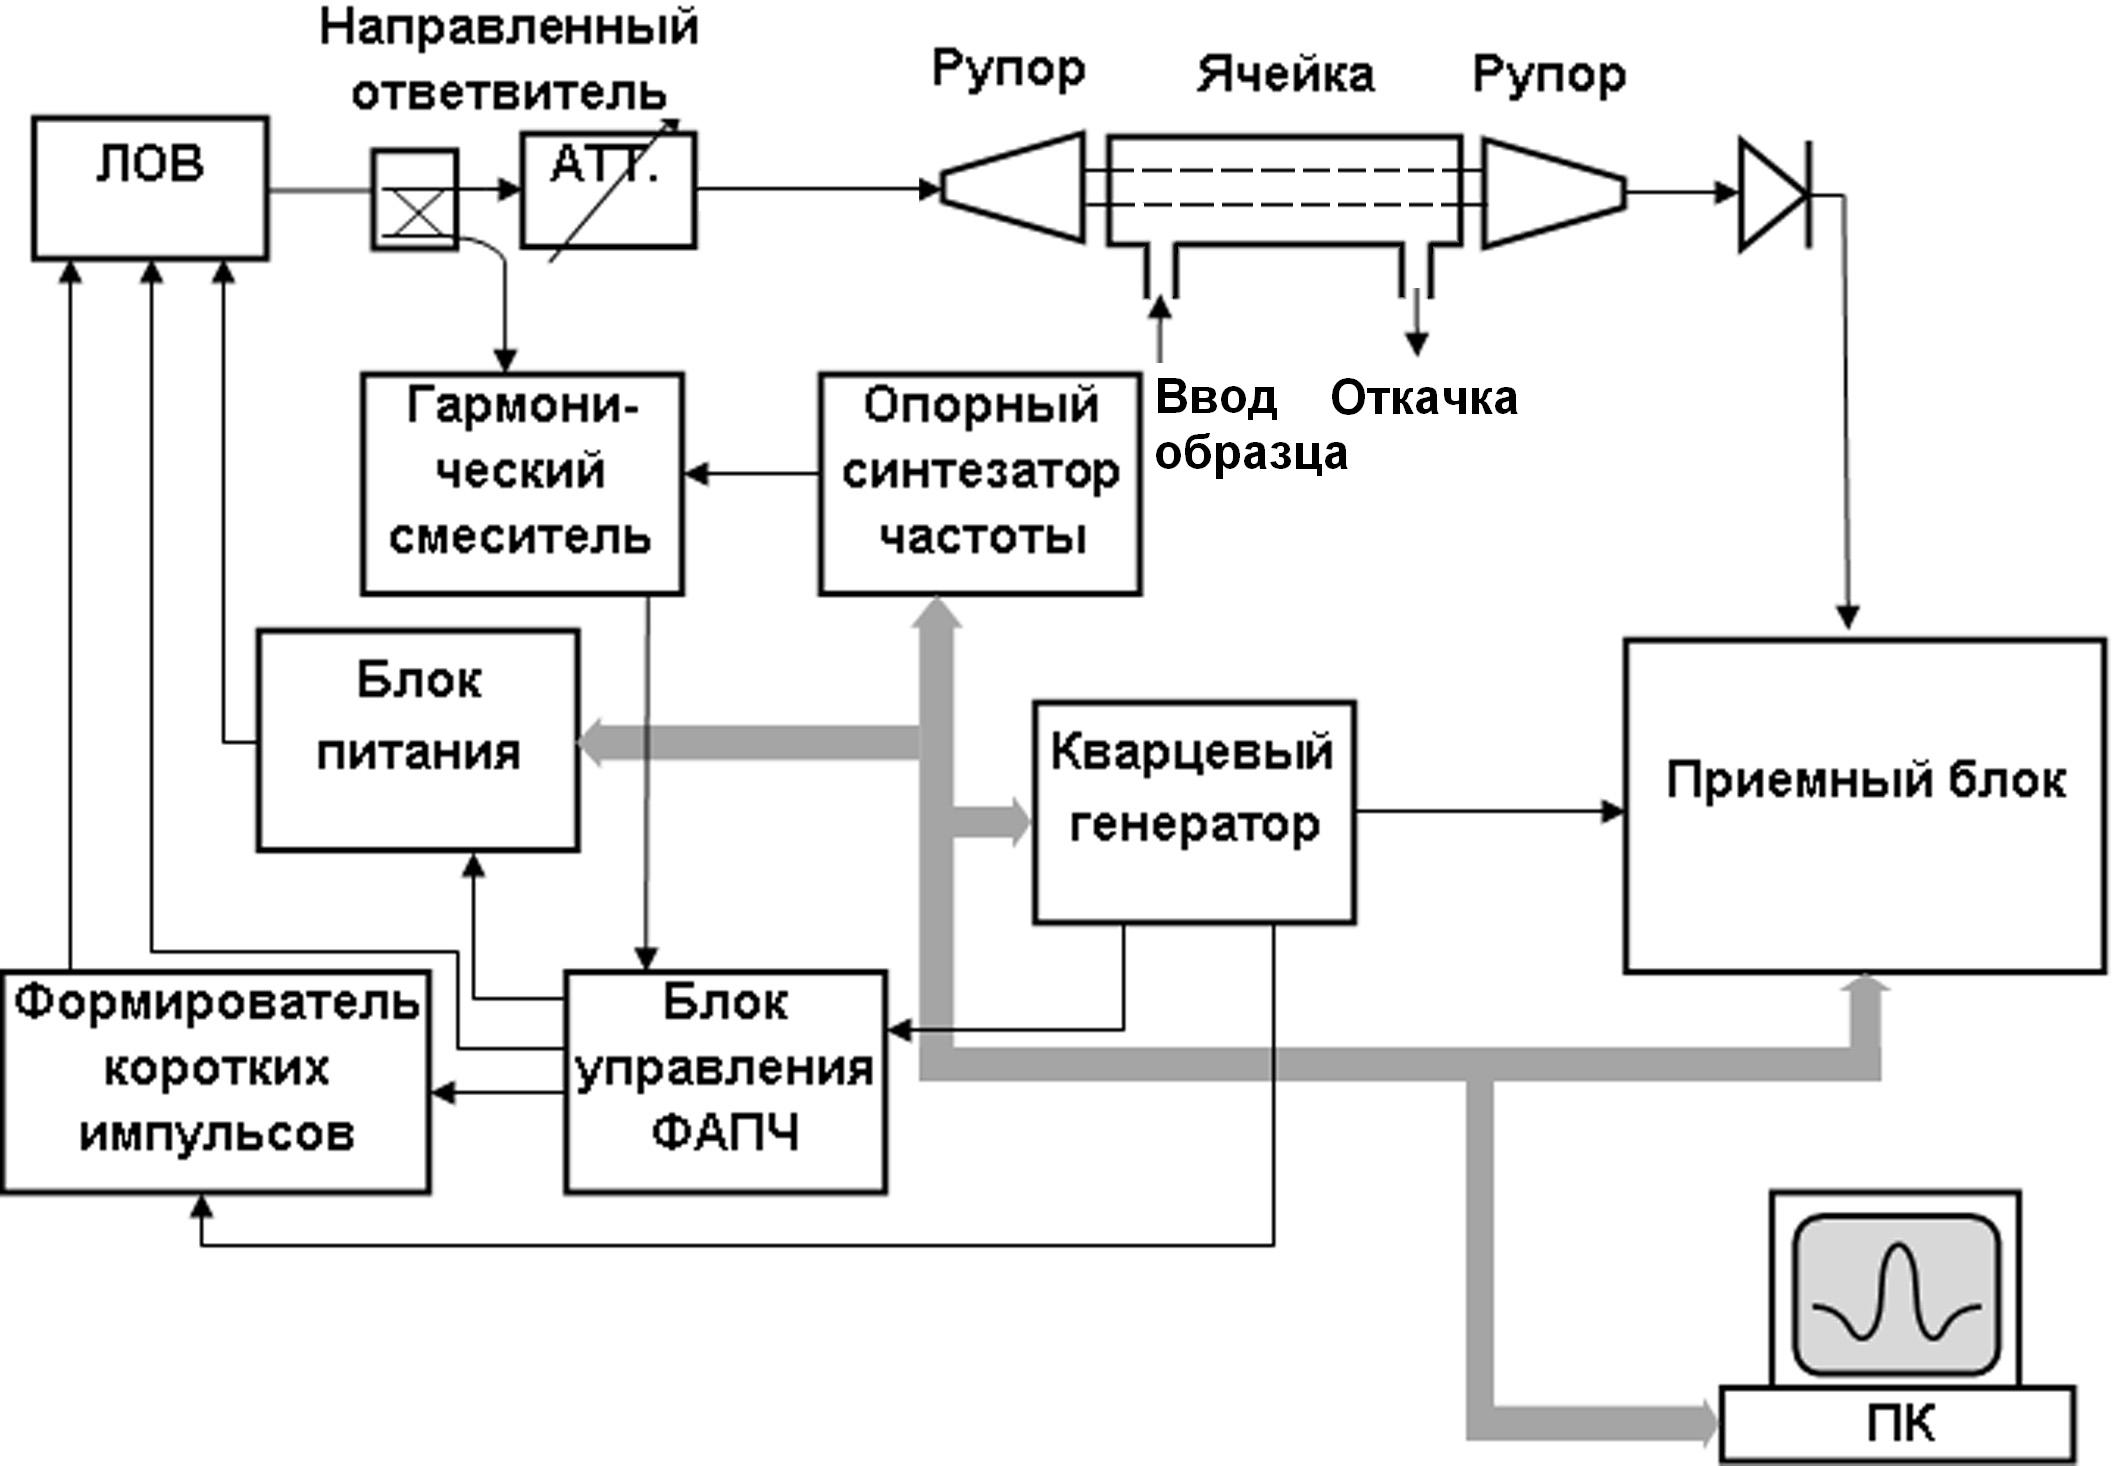 Направленный
ответвитель
Рупор
Ячейка
Рупор
ЛОВ
АТТ.
Ввод
образца
Откачка
Гармони-
ческий
смеситель
Опорный
синтезатор
частоты
Блок
питания
Кварцевый
генератор
Приемный блок
Формирователь
коротких
импульсов
Блок
управления
ФАПЧ
ПК